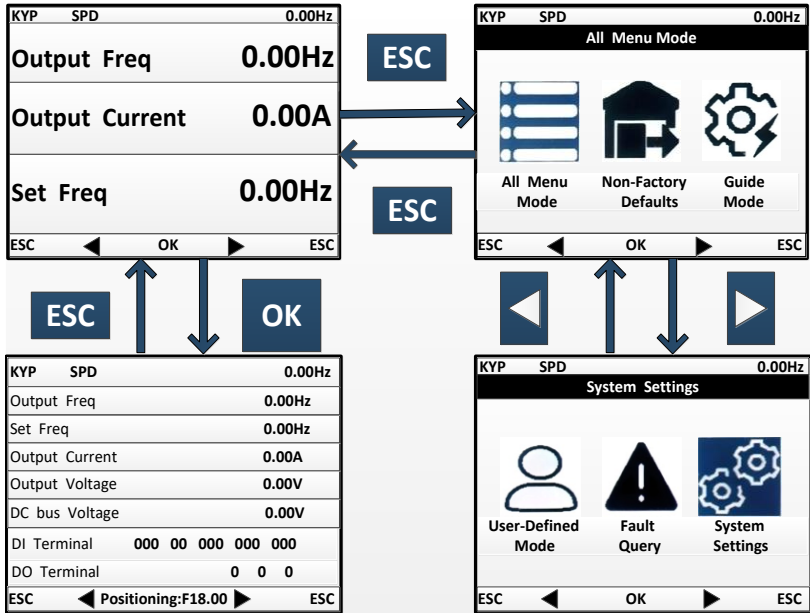 KYP SPD 0.00Hz
Output Freq 0.00Hz
Output Current 0.00A
Set Freq 0.00Hz
ESC OK ESC
ESC
ESC
KYP SPD 0.00Hz
All Menu Mode
All Menu Mode
Non-Factory Defaults
Guide Mode
ESC OK ESC
ESC
OK
KYP SPD 0.00Hz
Output Freq 0.00Hz
Set Freq 0.00Hz
Output Current 0.00A
Output Voltage 0.00V
DC bus Voltage 0.00V
DI Terminal 000 00 000 000 000
DO Terminal 0 0 0
ESC Positioning:F18.00 ESC
KYP SPD 0.00Hz
System Settings
User-Defined Mode
Fault Query
System Settings
ESC OK ESC